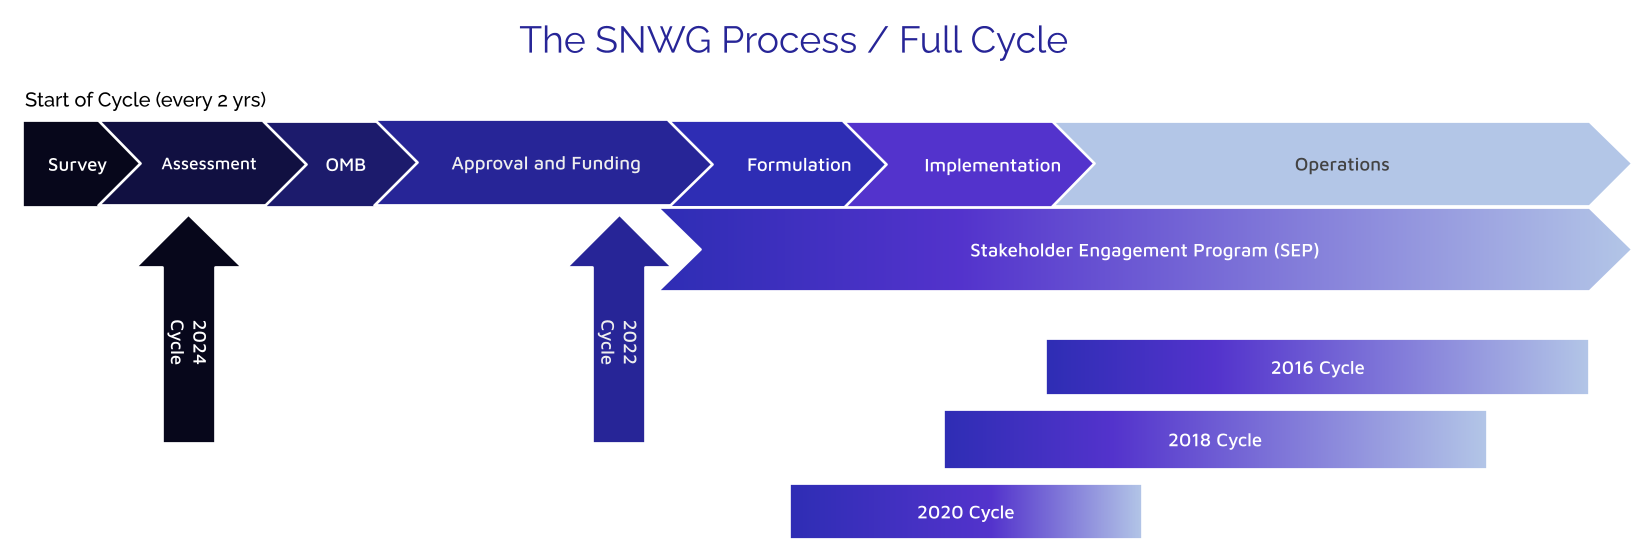 The SNWG Process / Full Cycle
Start of Cycle (every 2 yrs)
Survey
Assessment
OMB
Approval and Funding
Formulation
Implementation
Operations
Stakeholder Engagement Program (SEP)
2024
Cycle
2022
Cycle
2016 Cycle
2018 Cycle
2020 Cycle